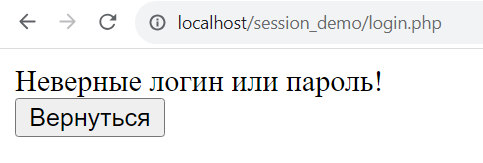 localhost/session_demo/login.php
Неверные логин или пароль!
Вернуться